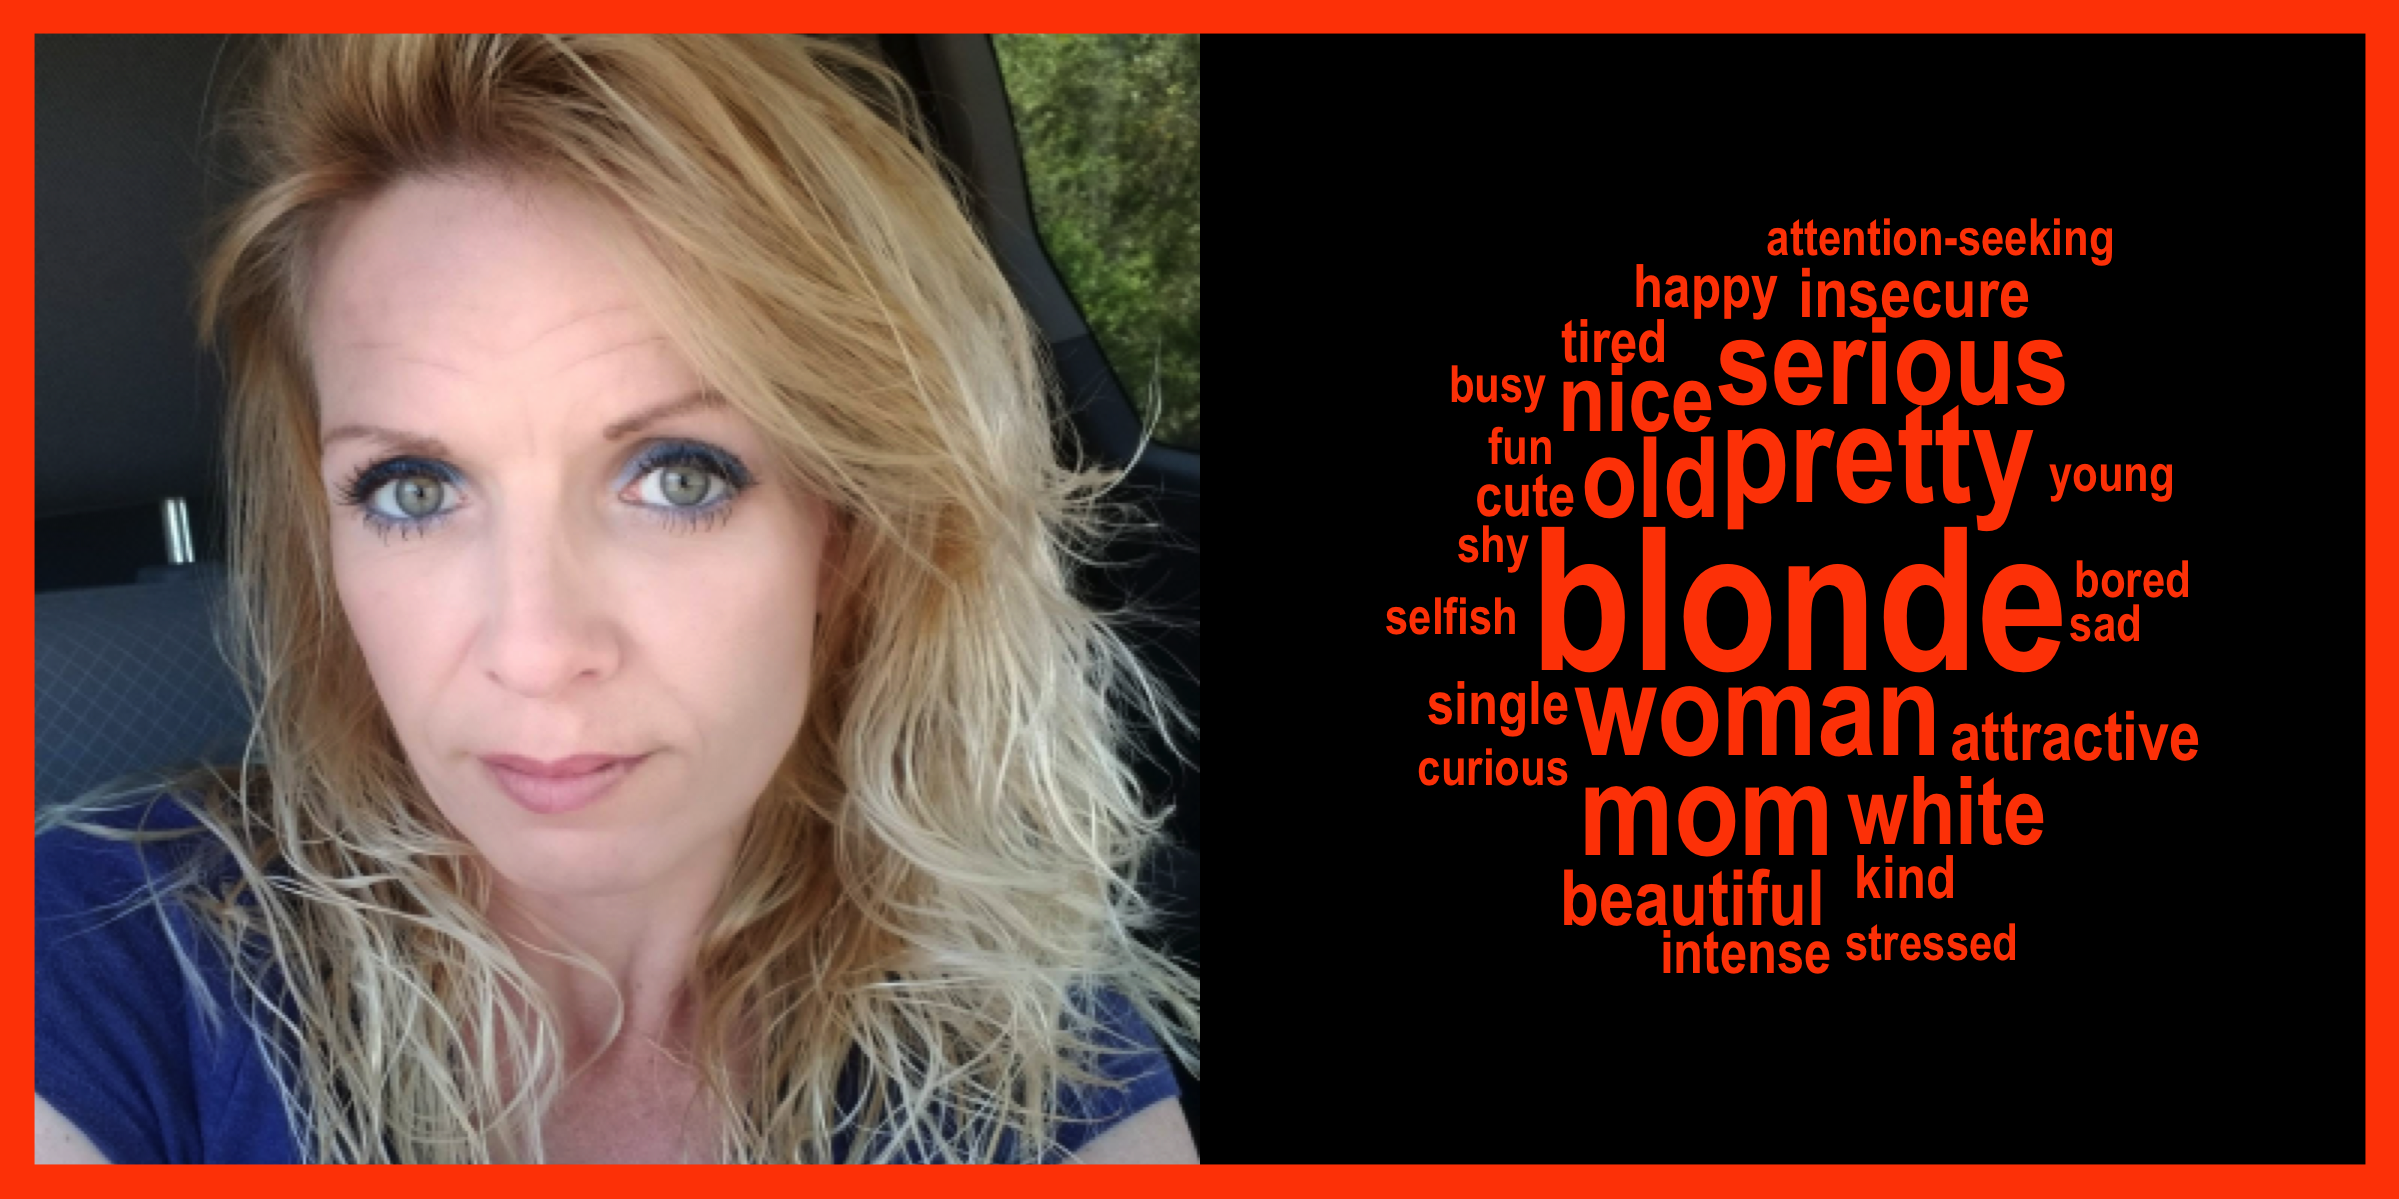 attention-seeking
happy insecure
tired serious
busy nice
fun old pretty young
cute
shy blonde bored
selfish sad
single woman attractive
curious
mom white
beautiful kind
intense stressed